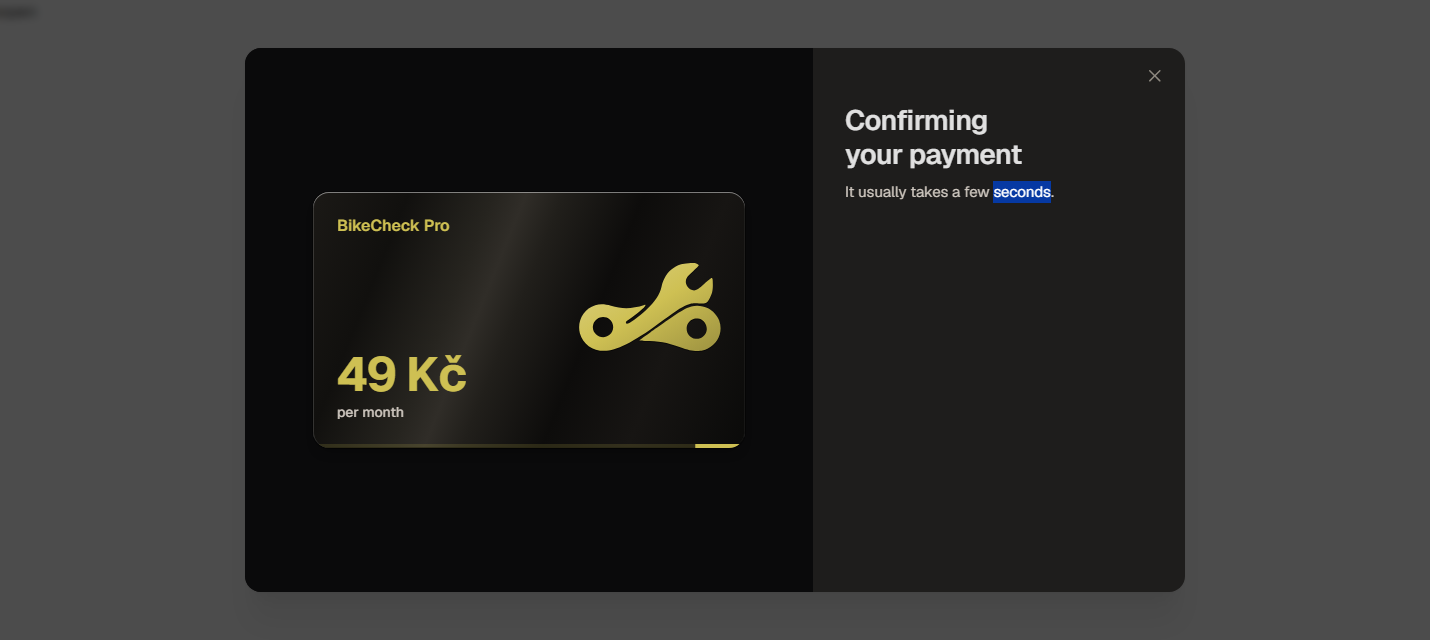 BikeCheck Pro
49 Kč
per month
Confirming
your payment
It usually takes a few seconds.